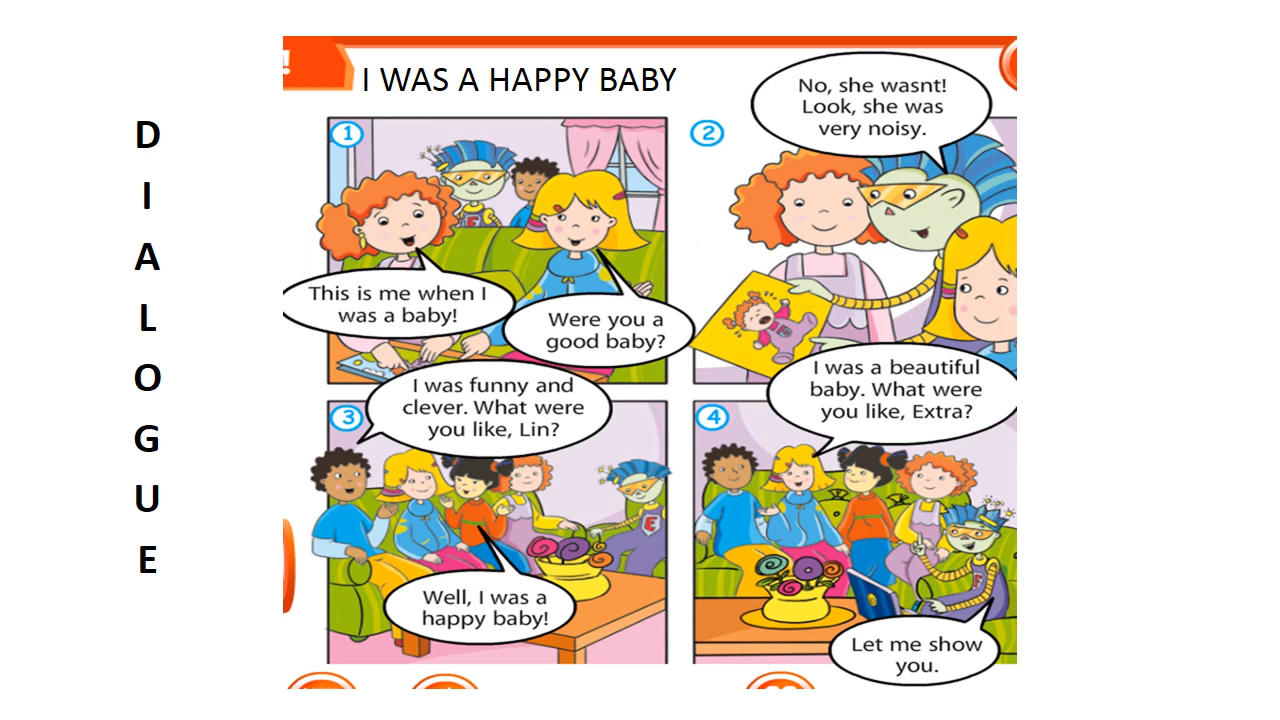 D
I
A
L
O
G
U
E
!
I WAS A HAPPY BABY
1
This is me when I
was a baby!
Were you a
good baby?
E
2
No, she wasnt!
Look, she was
very noisy.
3
I was funny and
clever. What were
you like, Lin?
Well, I was a
happy baby!
E
4
I was a beautiful
baby. What were
you like, Extra?
Let me show
you.